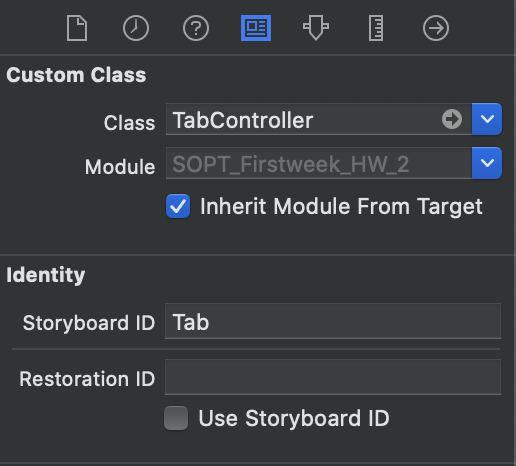 Custom Class
Class TabController
Module SOPT_Firstweek_HW_2
Inherit Module From Target
Identity
Storyboard ID Tab
Restoration ID
Use Storyboard ID